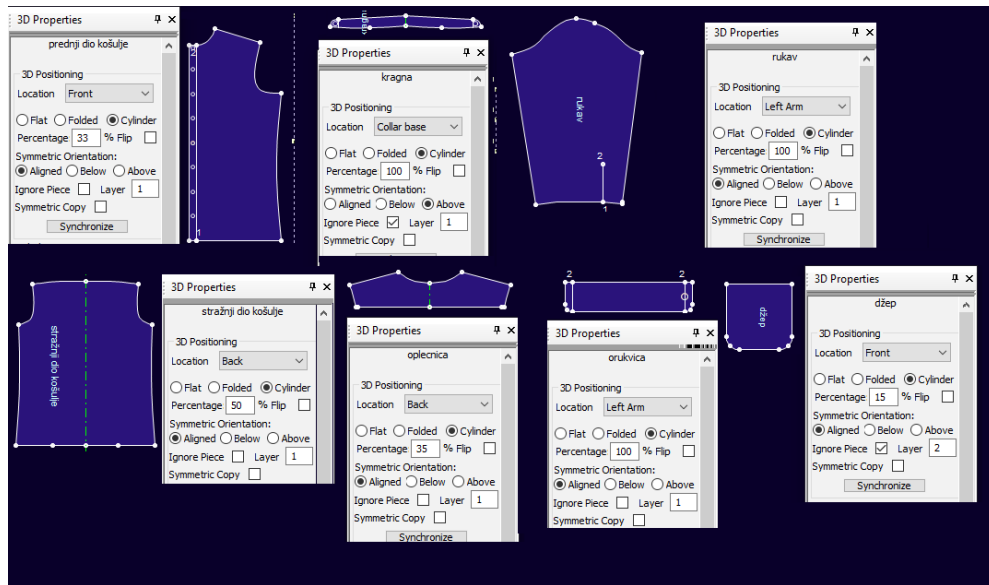 3D Properties
prednji dio košulje
3D Positioning
Location Front
Flat Folded Cylinder
Percentage 33 % Flip
Symmetric Orientation:
Aligned Below Above
Ignore Piece Layer 1
Symmetric Copy
Synchronize
2
1
kragna
3D Properties
kragna
3D Positioning
Location Collar base
Flat Folded Cylinder
Percentage 100 % Flip
Symmetric Orientation:
Aligned Below Above
Ignore Piece Layer 1
Symmetric Copy
rukav
2
1
3D Properties
rukav
3D Positioning
Location Left Arm
Flat Folded Cylinder
Percentage 100 % Flip
Symmetric Orientation:
Aligned Below Above
Ignore Piece Layer 1
Symmetric Copy
Synchronize
stražnji dio košulje
3D Properties
stražnji dio košulje
3D Positioning
Location Back
Flat Folded Cylinder
Percentage 50 % Flip
Symmetric Orientation:
Aligned Below Above
Ignore Piece Layer 1
Symmetric Copy
3D Properties
oplecnica
3D Positioning
Location Back
Flat Folded Cylinder
Percentage 35 % Flip
Symmetric Orientation:
Aligned Below Above
Ignore Piece Layer 1
Symmetric Copy
Synchronize
2 2
3D Properties
orukvica
3D Positioning
Location Left Arm
Flat Folded Cylinder
Percentage 100 % Flip
Symmetric Orientation:
Aligned Below Above
Ignore Piece Layer 1
Symmetric Copy
džep
3D Properties
džep
3D Positioning
Location Front
Flat Folded Cylinder
Percentage 15 % Flip
Symmetric Orientation:
Aligned Below Above
Ignore Piece Layer 2
Symmetric Copy
Synchronize